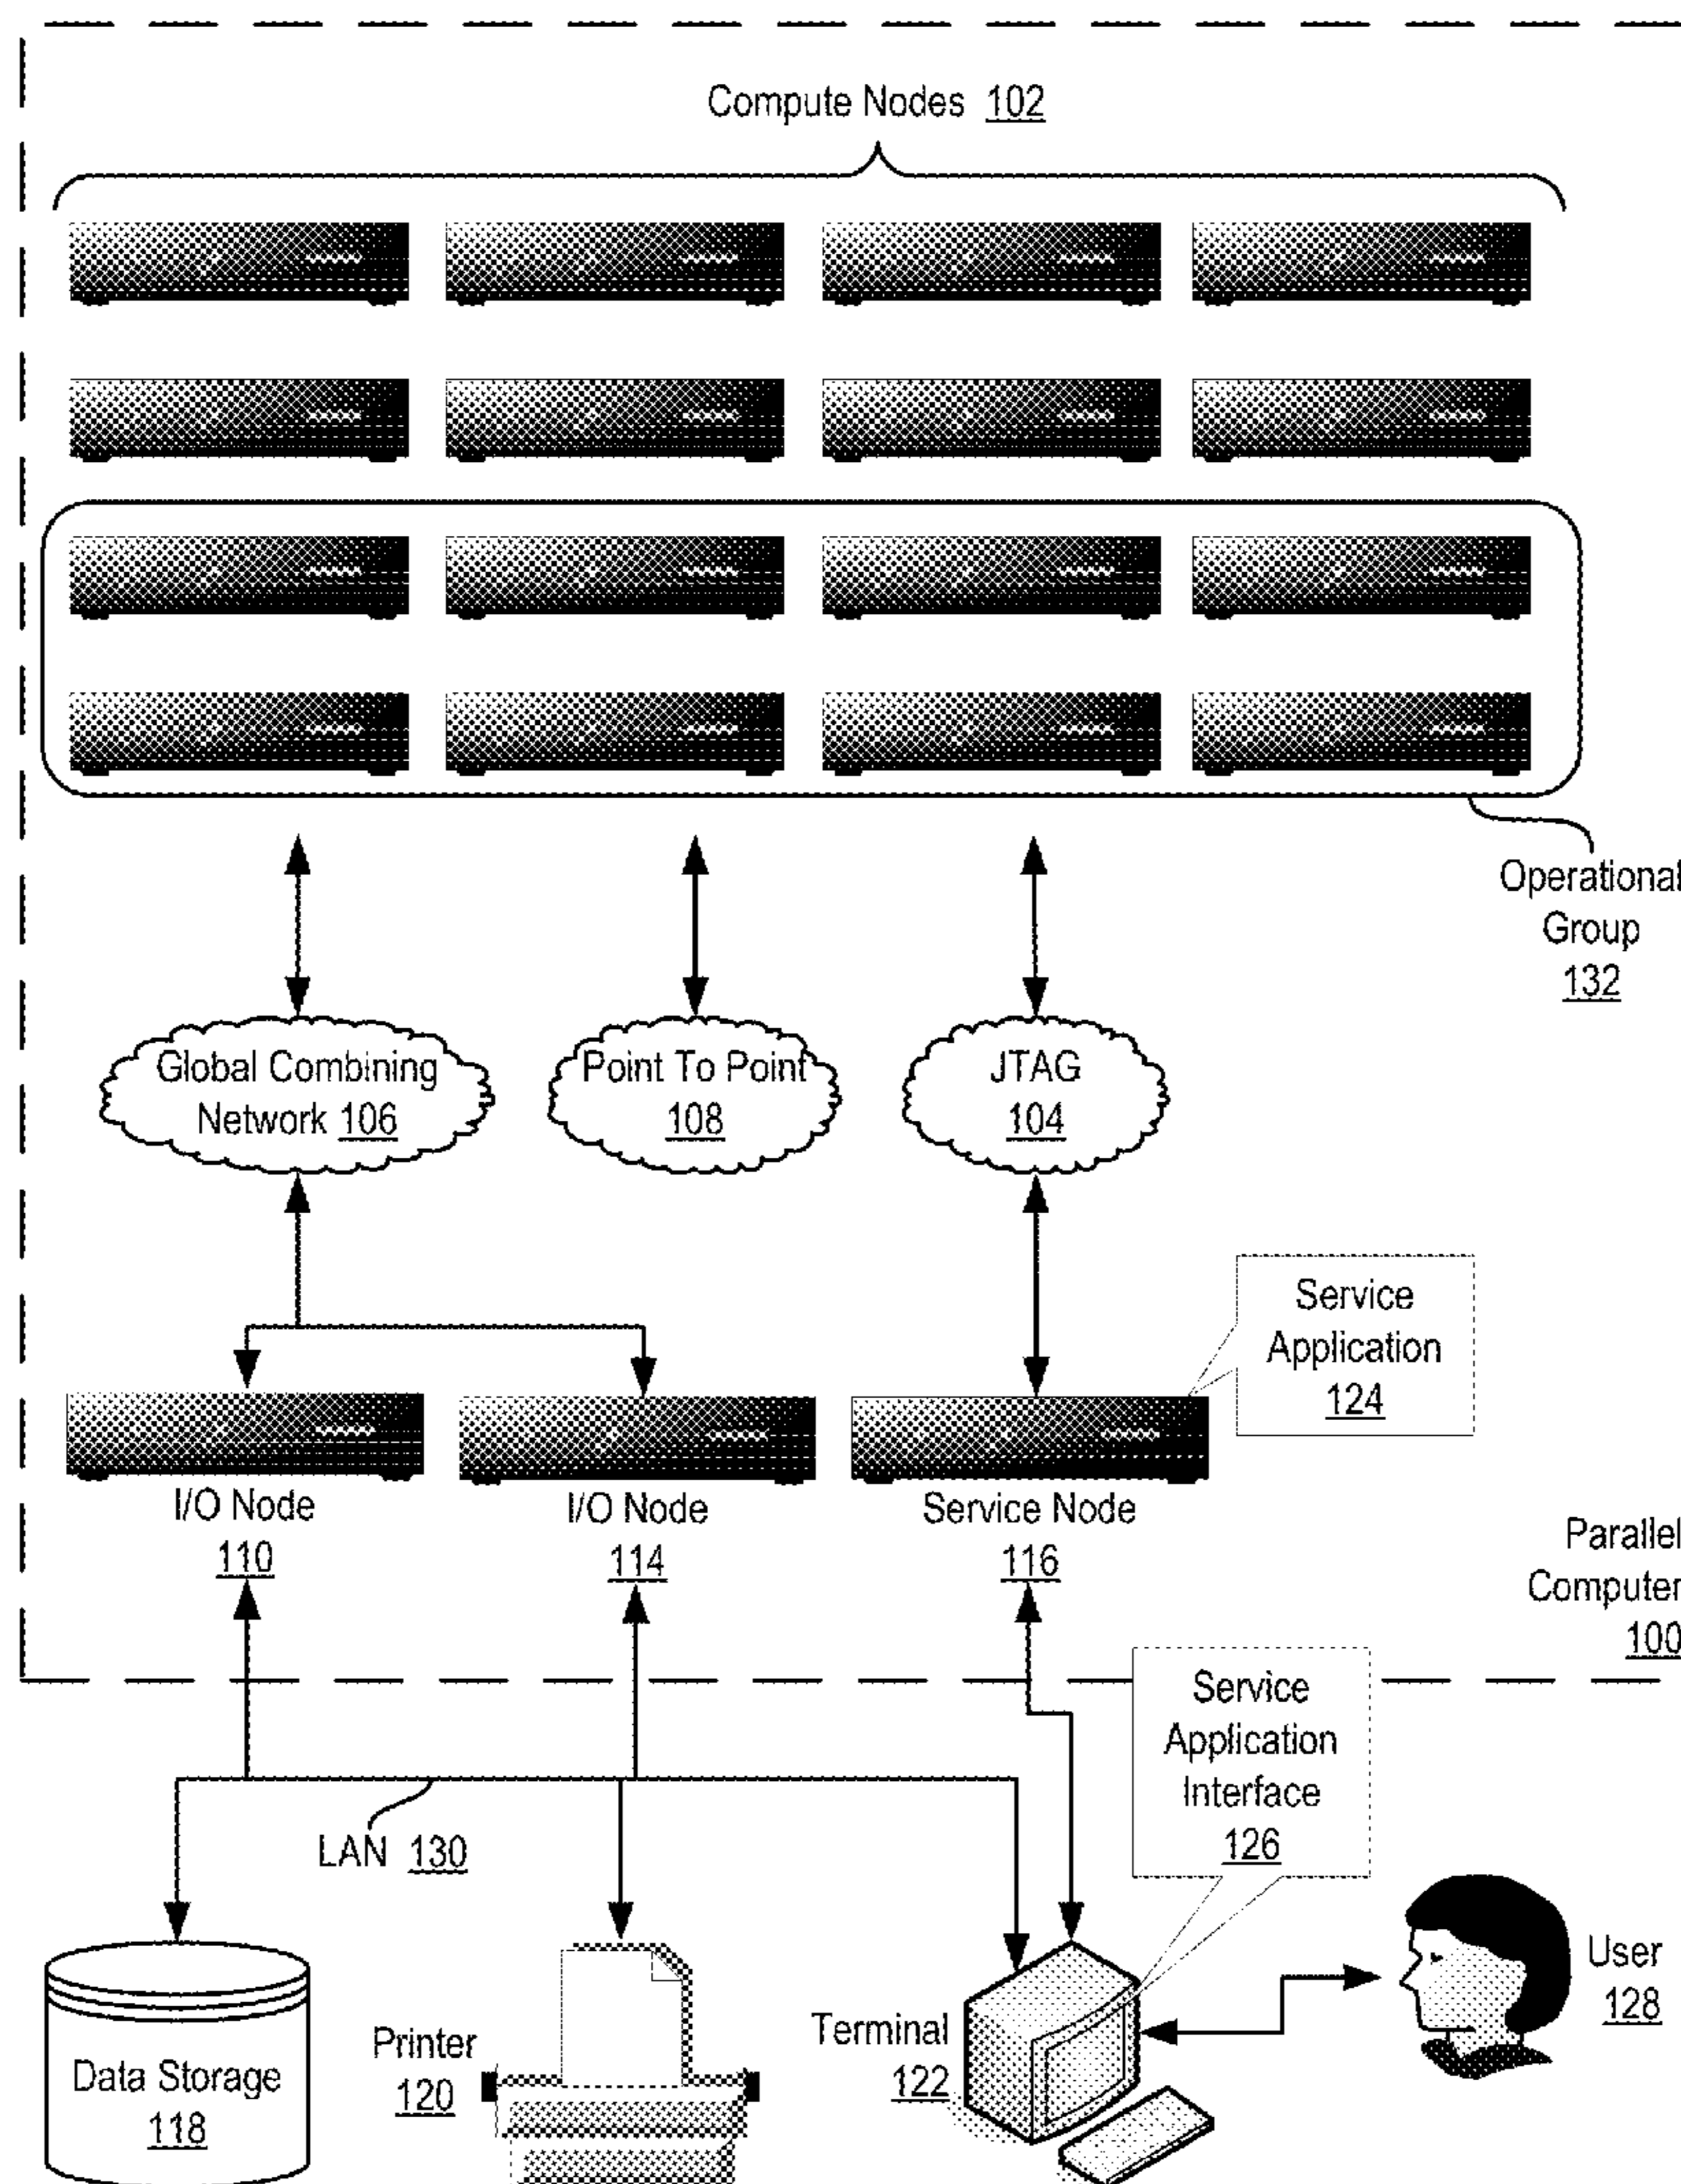 Compute Nodes 102
Operational
Group
132
Global Combining
Network 106
Point To Point
108
JTAG
104
Service
Application
124
I/O Node
110
I/O Node
114
Service Node
116
Parallel
Computer
100
Service
Application
Interface
126
LAN 130
Data Storage
118
Printer
120
Terminal
122
User
128